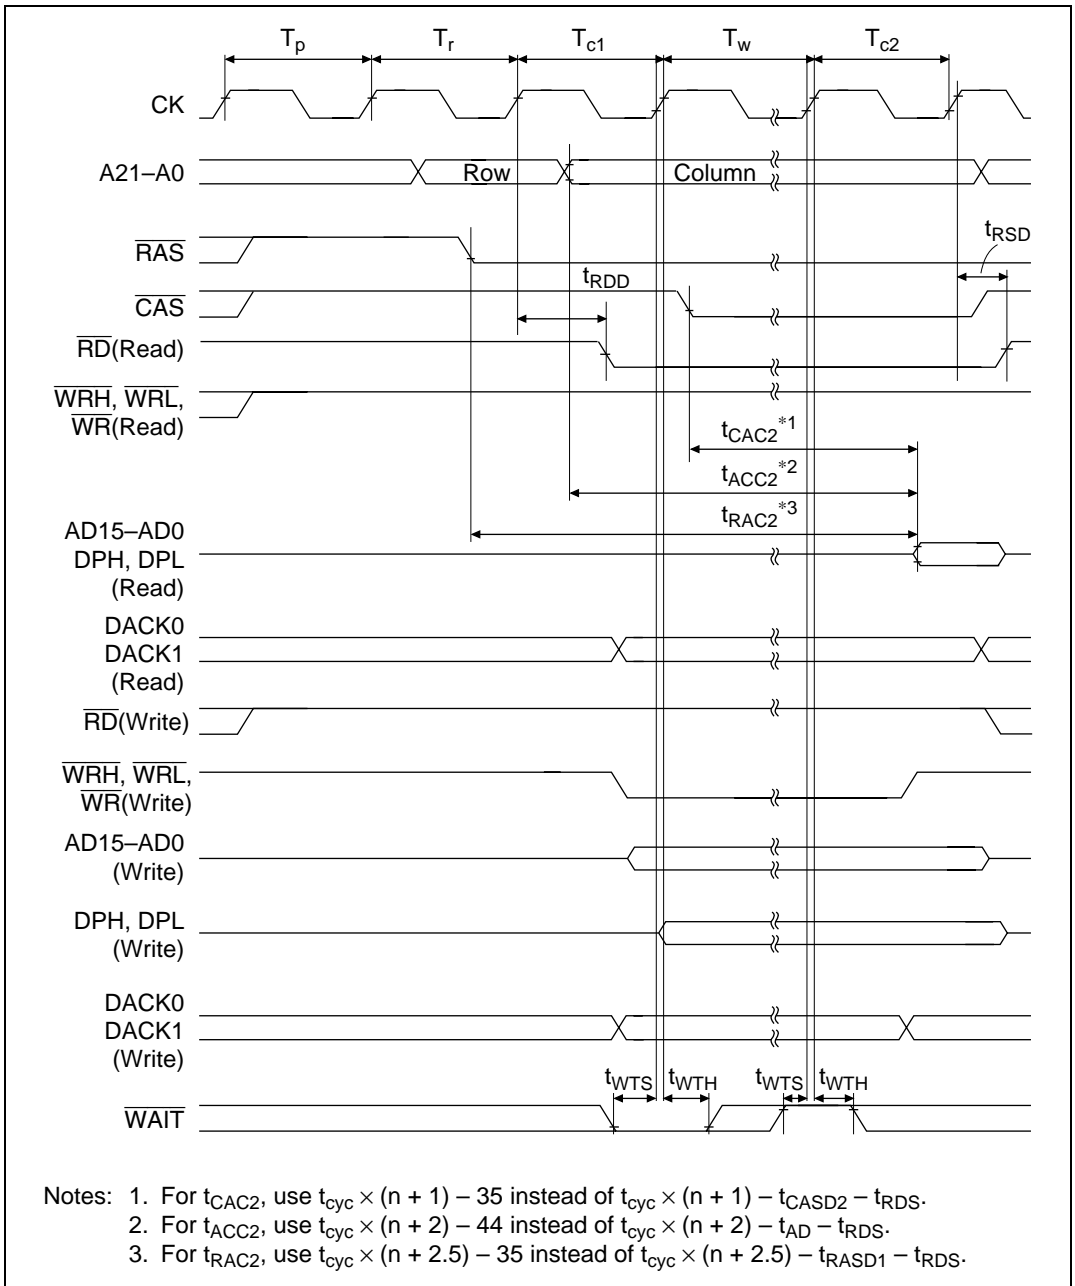 Tp Tr Tc1 Tw Tc2
CK
A21–A0 Row Column
RAS
tRSD
tRDD
CAS
RD(Read)
WRH, WRL,
WR(Read)
tCAC2*1
tACC2*2
tRAC2*3
AD15–AD0
DPH, DPL
(Read)
DACK0
DACK1
(Read)
RD(Write)
WRH, WRL,
WR(Write)
AD15–AD0
(Write)
DPH, DPL
(Write)
DACK0
DACK1
(Write)
tWTS tWTH tWTS tWTH
WAIT
Notes: 1. For tCAC2, use tcyc × (n + 1) – 35 instead of tcyc × (n + 1) – tCASD2 – tRDS.
2. For tACC2, use tcyc × (n + 2) – 44 instead of tcyc × (n + 2) – tAD – tRDS.
3. For tRAC2, use tcyc × (n + 2.5) – 35 instead of tcyc × (n + 2.5) – tRASD1 – tRDS.